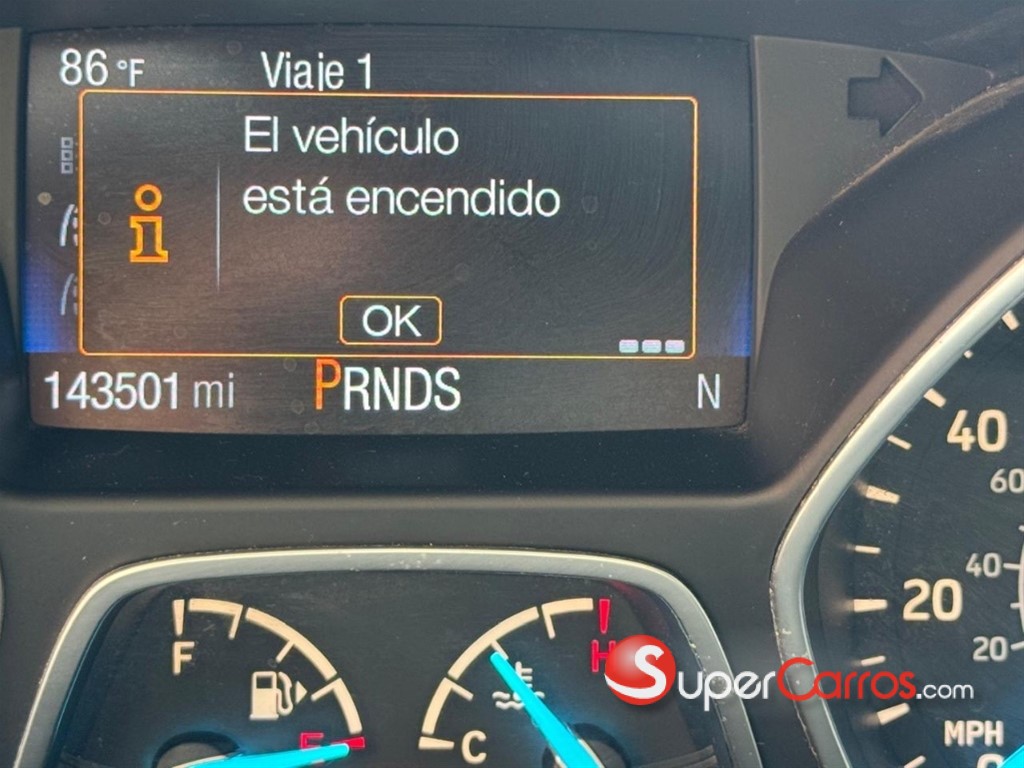 86 °F Viaje 1
El vehículo
está encendido
OK
143501 mi PRNDS N
40
60
F H
20
40
20
E C
MPH
0
SuperCarros.com